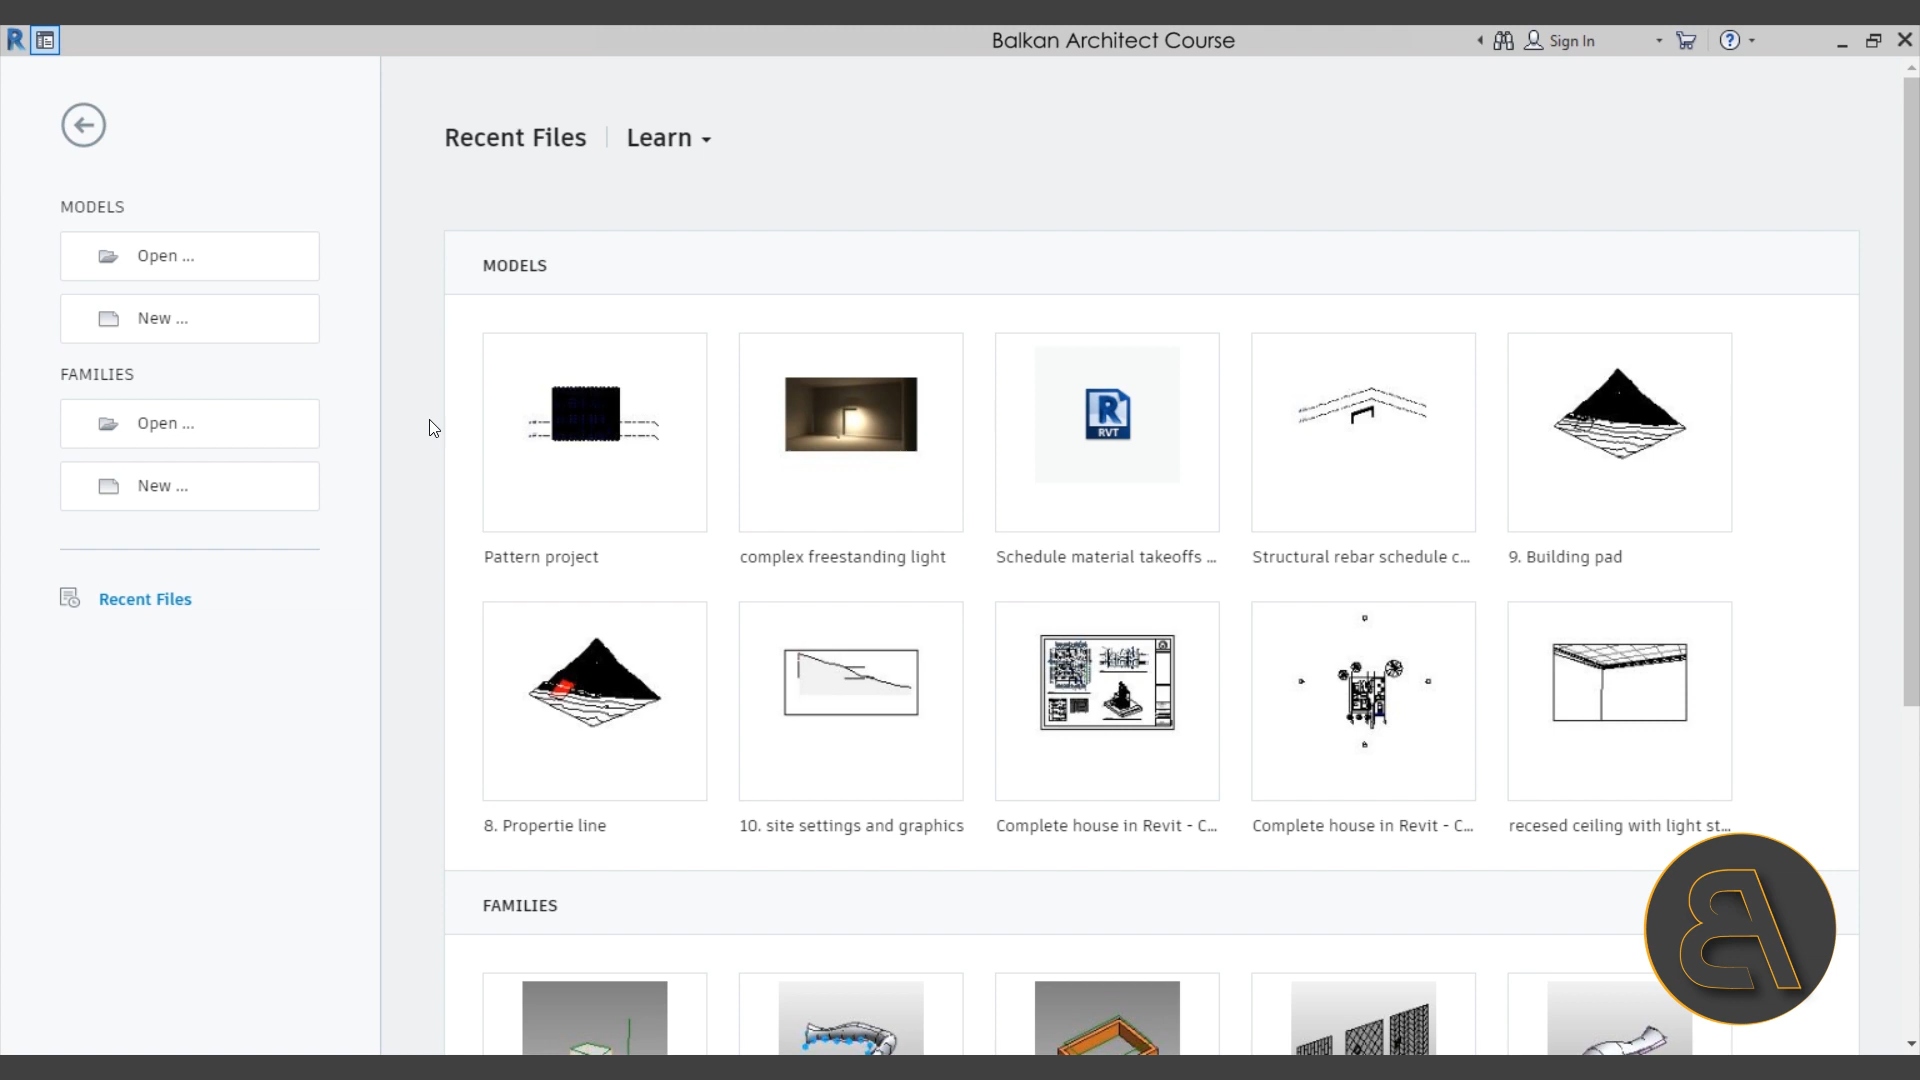 Balkan Architect Course
Sign In
Recent Files
Learn
MODELS
Open ...
New ...
FAMILIES
Open ...
New ...
Recent Files
MODELS
RVT
Pattern project
complex freestanding light
Schedule material takeoffs ...
Structural rebar schedule c...
9. Building pad
8. Propertie line
10. site settings and graphics
Complete house in Revit - C...
Complete house in Revit - C...
recesed ceiling with light st...
FAMILIES